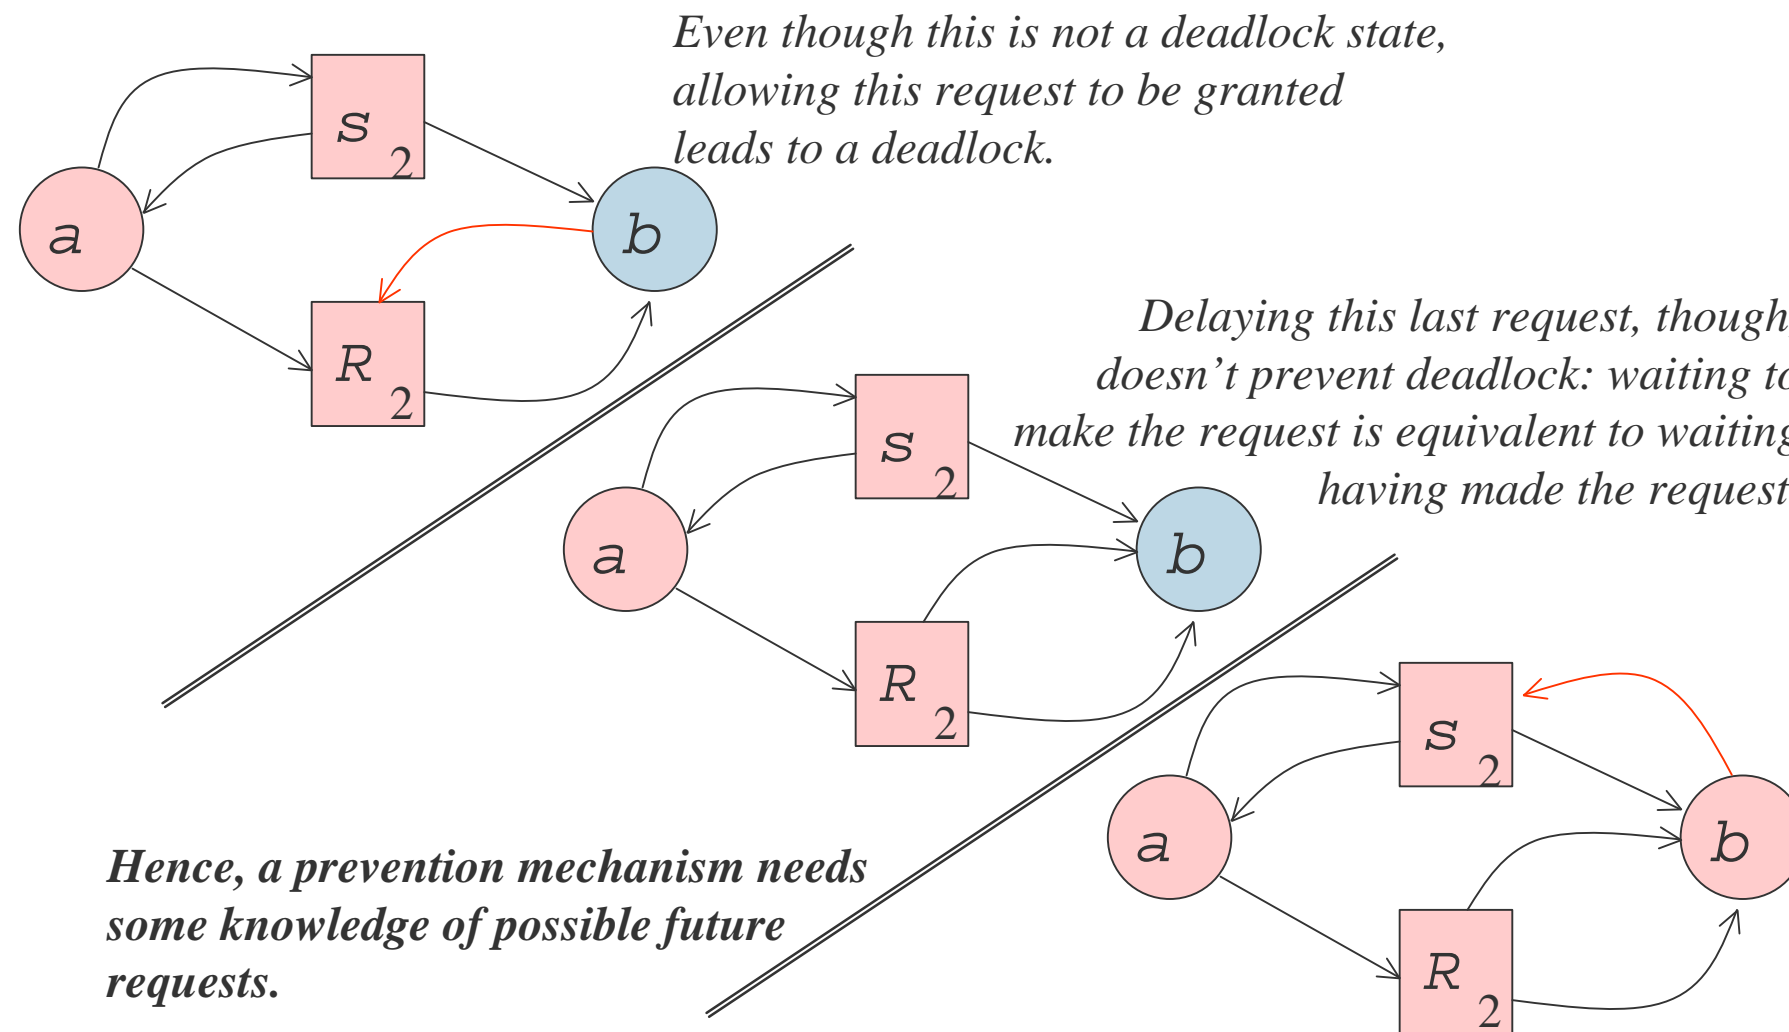 Even though this is not a deadlock state,
allowing this request to be granted
leads to a deadlock.
S
2
a
b
R
2
Delaying this last request, though,
doesn’t prevent deadlock: waiting to
make the request is equivalent to waiting
having made the request.
S
2
a
b
R
2
S
2
a
b
R
2
Hence, a prevention mechanism needs
some knowledge of possible future
requests.